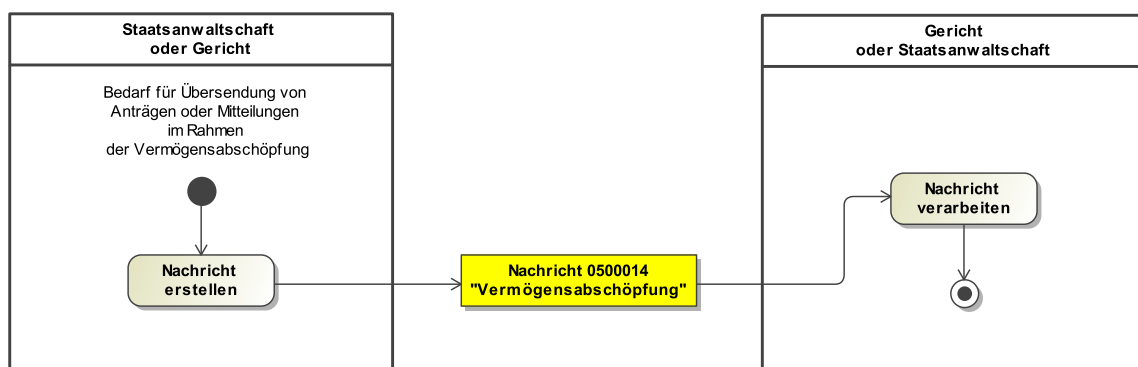 Staatsanwaltschaft
oder Gericht
Bedarf für Übersendung von
Anträgen oder Mitteilungen
im Rahmen
der Vermögensabschöpfung
Nachricht
erstellen
Nachricht 0500014
"Vermögensabschöpfung"
Gericht
oder Staatsanwaltschaft
Nachricht
verarbeiten